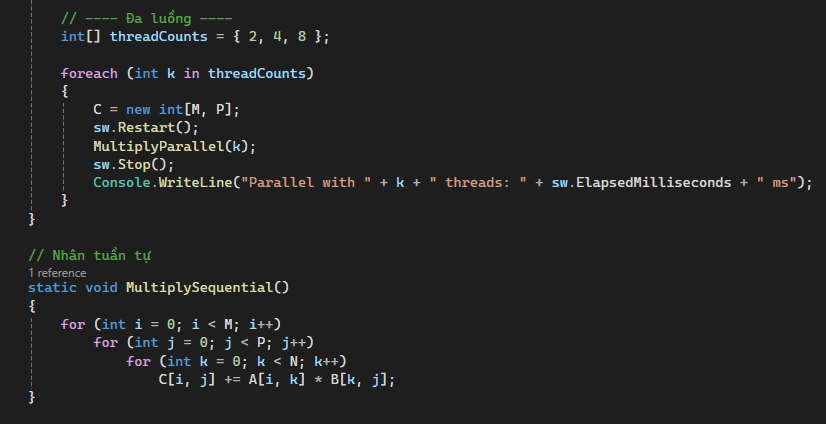 // ---- Đa luồng ----
int[] threadCounts = { 2, 4, 8 };
foreach (int k in threadCounts)
{
C = new int[M, P];
sw.Restart();
MultiplyParallel(k);
sw.Stop();
Console.WriteLine("Parallel with " + k + " threads: " + sw.ElapsedMilliseconds + " ms");
}
}
// Nhân tuần tự
1 reference
static void MultiplySequential()
{
for (int i = 0; i < M; i++)
for (int j = 0; j < P; j++)
for (int k = 0; k < N; k++)
C[i, j] += A[i, k] * B[k, j];
}